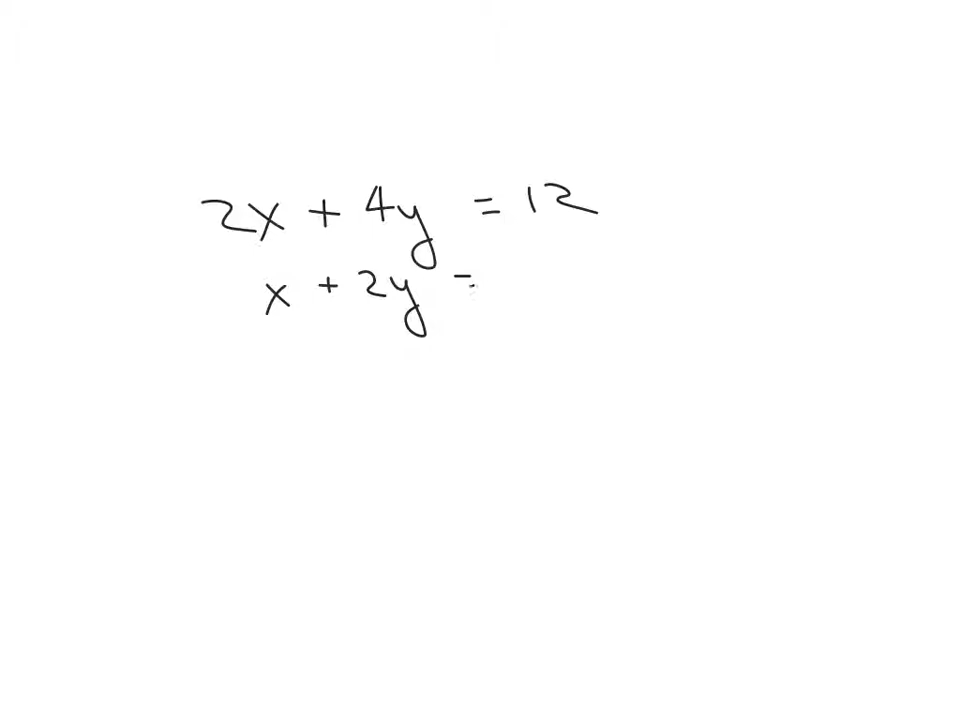 2x + 4y = 12
x + 2y =